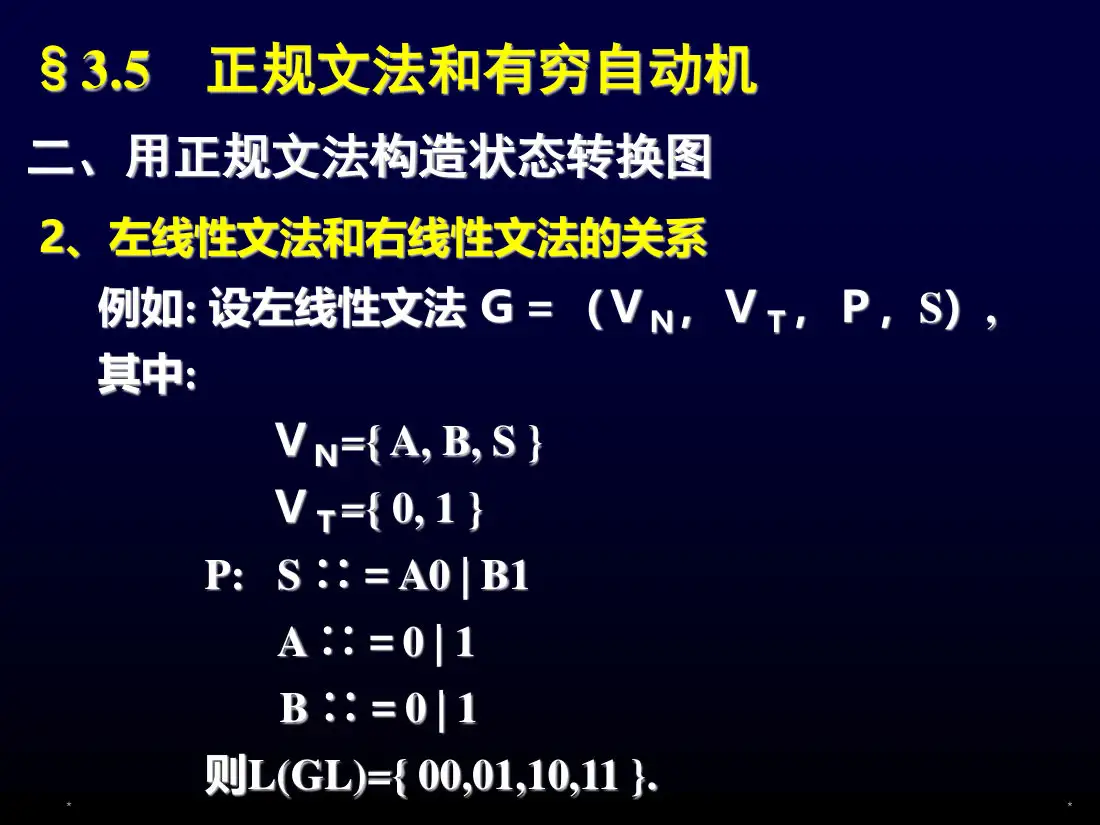 §3.5 正规文法和有穷自动机
二、用正规文法构造状态转换图
2、左线性文法和右线性文法的关系
例如: 设左线性文法 G =（V N，V T，P，S），
其中:
V N={ A, B, S }
V T={ 0, 1 }
P: S ∷= A0 | B1
A ∷= 0 | 1
B ∷= 0 | 1
则L(GL)={ 00,01,10,11 }.
* *